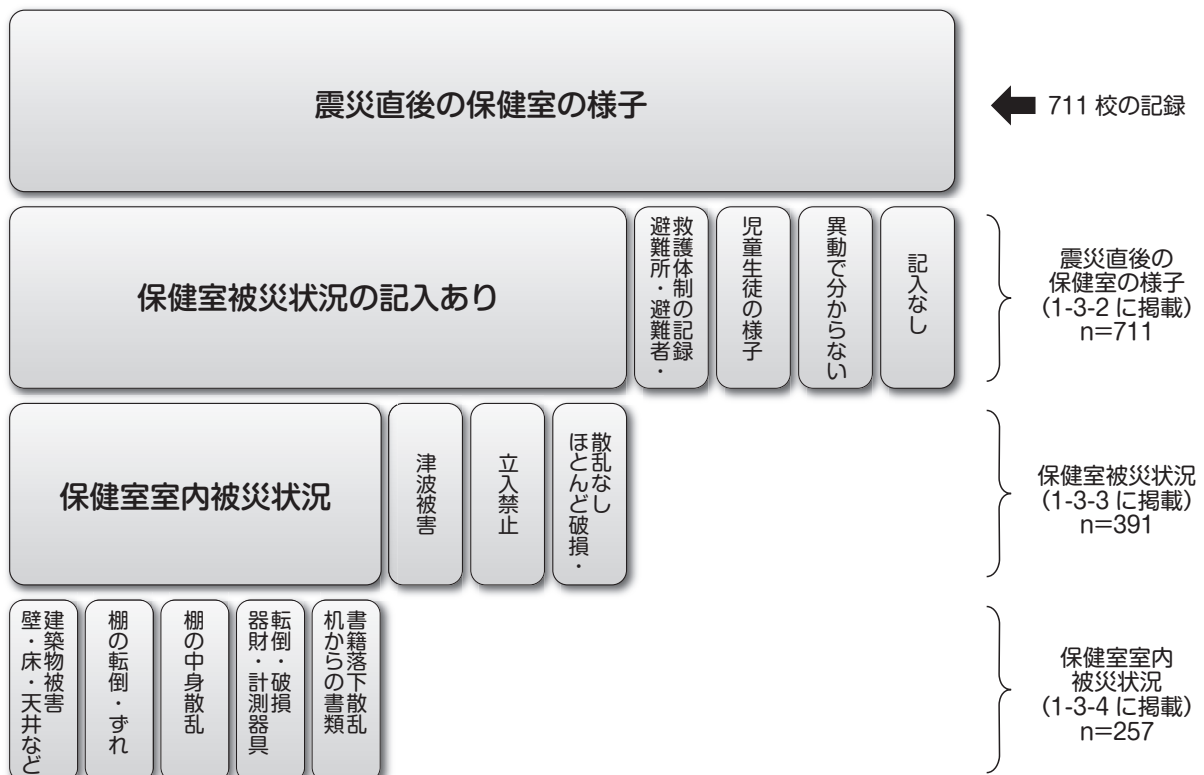 震災直後の保健室の様子
711 校の記録
保健室被災状況の記入あり
避難所・避難者・
救護体制の記録
児童生徒の様子
異動で分からない
記入なし
震災直後の
保健室の様子
(1-3-2 に掲載)
n=711
保健室室内被災状況
津波被害
立入禁止
ほとんど破損・
散乱なし
保健室被災状況
(1-3-3 に掲載)
n=391
壁・床・天井など
建築物被害
棚の転倒・ずれ
棚の中身散乱
器財・計測器具
転倒・破損
机からの書類
書籍落下散乱
保健室室内
被災状況
(1-3-4 に掲載)
n=257